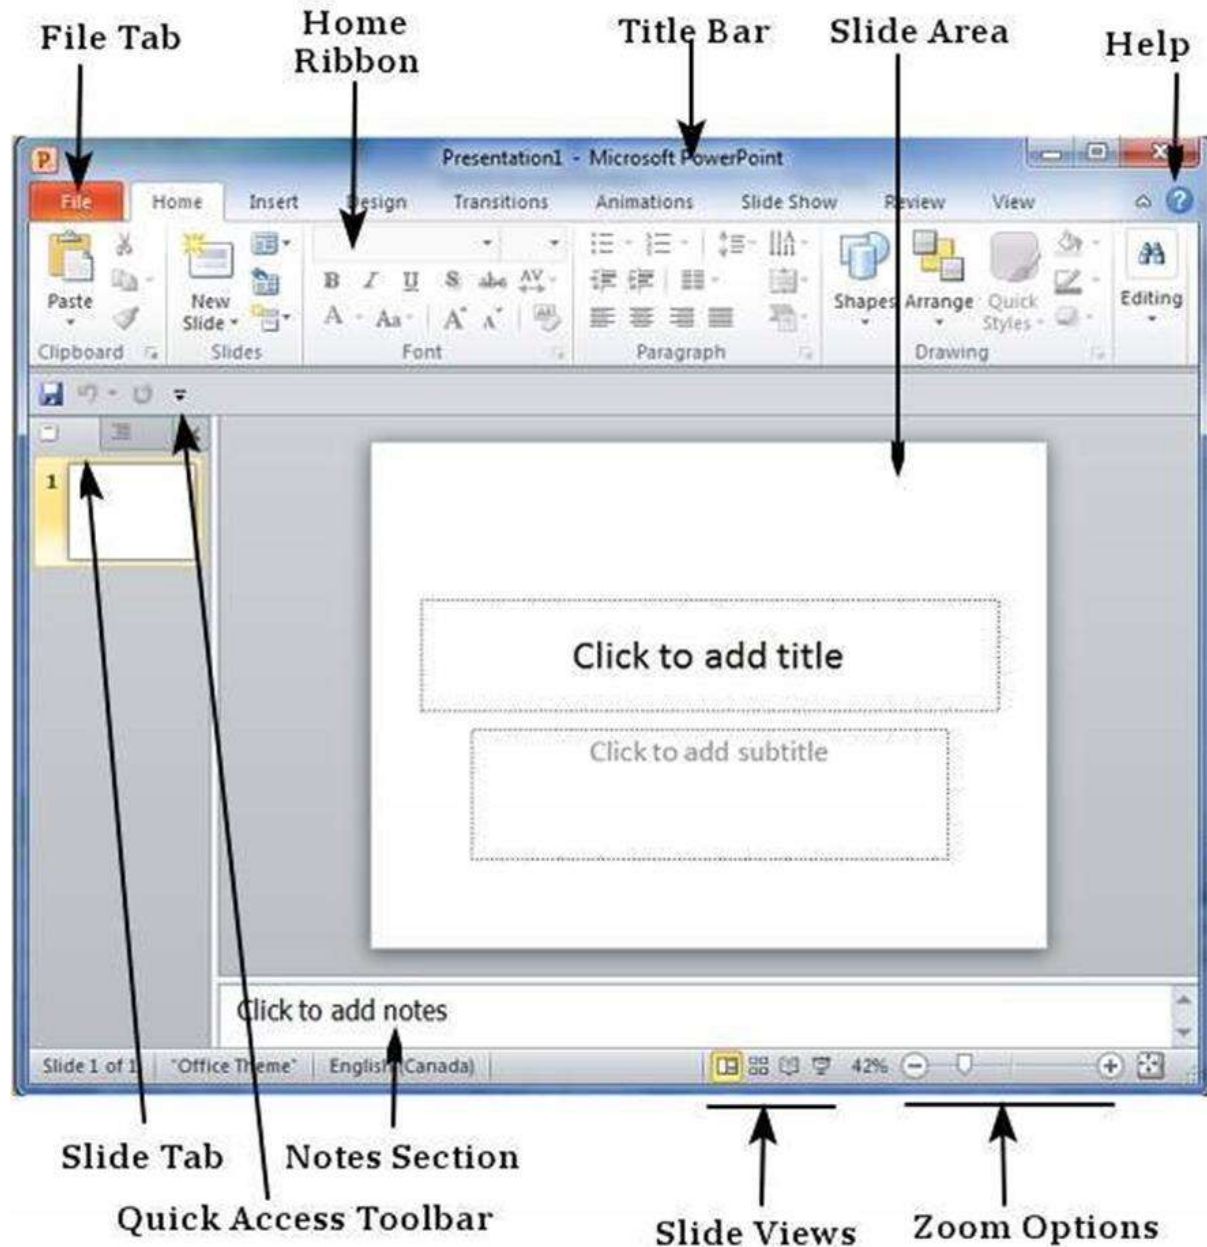 File Tab
Home
Ribbon
Title Bar
Slide Area
Help
P
Presentation1 - Microsoft PowerPoint
File Home Insert Design Transitions Animations Slide Show Review View
Paste
New
Slide
Shapes Arrange Quick
Styles
Editing
B I U S abc AV
A Aa A A
Clipboard Slides Font Paragraph Drawing
1
Click to add title
Click to add subtitle
Click to add notes
Slide 1 of 1 "Office Theme" English (Canada) 42%
Slide Tab
Notes Section
Quick Access Toolbar
Slide Views
Zoom Options